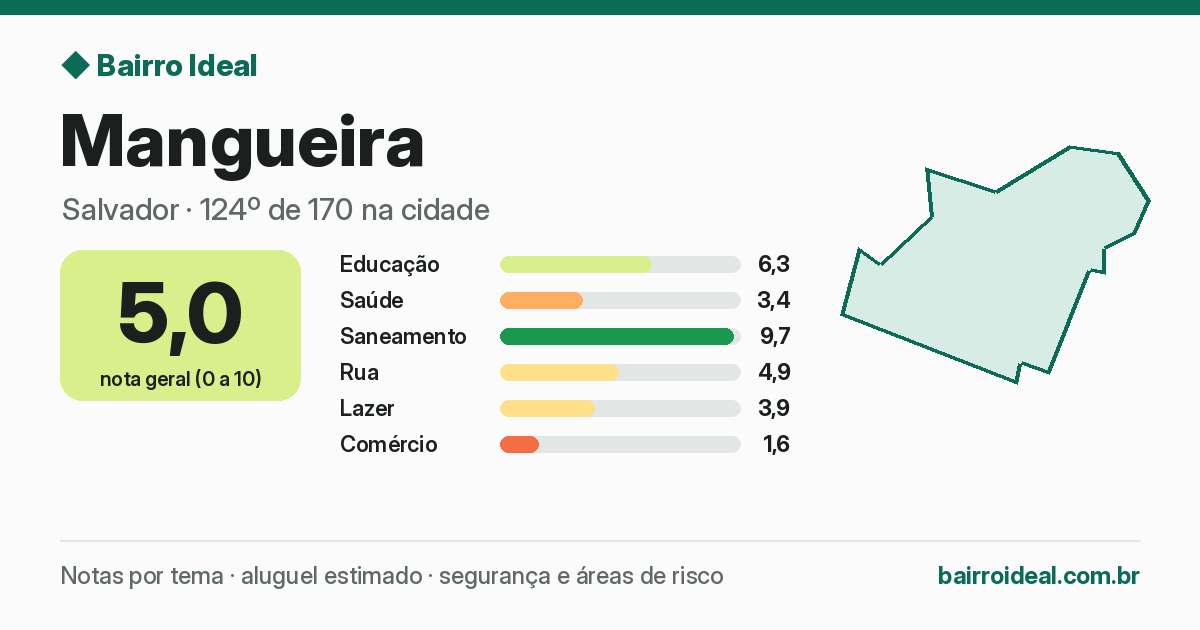 Bairro Ideal
Mangueira
Salvador · 124º de 170 na cidade
5,0
nota geral (0 a 10)
Educação 6,3
Saúde 3,4
Saneamento 9,7
Rua 4,9
Lazer 3,9
Comércio 1,6
Notas por tema · aluguel estimado · segurança e áreas de risco
bairroideal.com.br